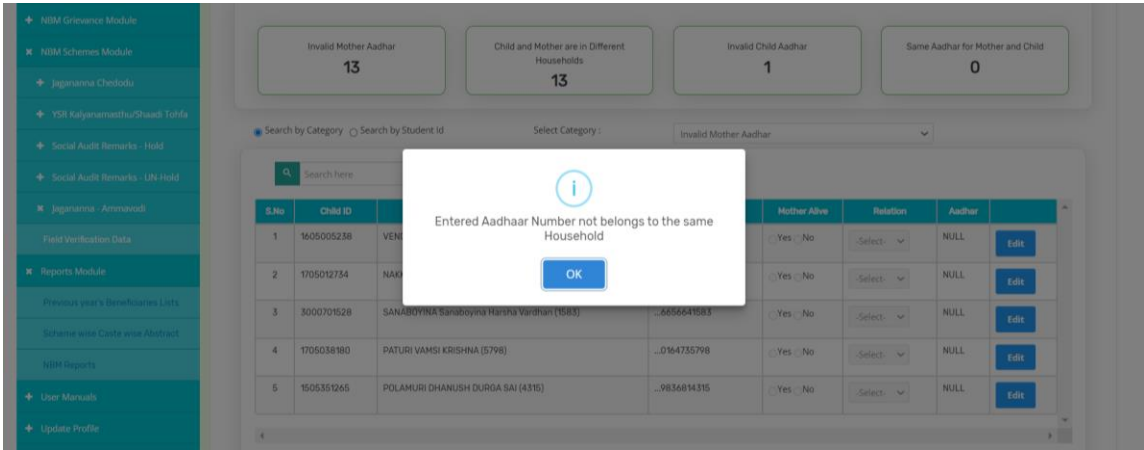 NBM Grievance Module
NBM Schemes Module
Jagananna Chedodu
YSR Kalyanamasthu/Shaadi Tohfa
Social Audit Remarks - Hold
Social Audit Remarks - UN-Hold
Jagananna - Ammavodi
Field Verification Data
Reports Module
Previous year's Beneficiaries Lists
Scheme wise Caste wise Abstract
NBM Reports
User Manuals
Update Profile
Invalid Mother Aadhar
13
Child and Mother are in Different
Households
13
Invalid Child Aadhar
1
Same Aadhar for Mother and Child
0
Search by Category Search by Student Id Select Category : Invalid Mother Aadhar
Search here
Entered Aadhaar Number not belongs to the same
Household
OK
S.No Child ID Mother Alive Relation Aadhar
1 1605005238 Yes No -Select- NULL Edit
2 1705012734 Yes No -Select- NULL Edit
3 3000701528 SANABOYINA Sanaboyina Harsha Vardhan (1583) ...6656641583 Yes No -Select- NULL Edit
4 1705038180 PATURI VAMSI KRISHNA (5798) ...0164735798 Yes No -Select- NULL Edit
5 1505351265 POLAMURI DHANUSH DURGA SAI (4315) ...9836814315 Yes No -Select- NULL Edit